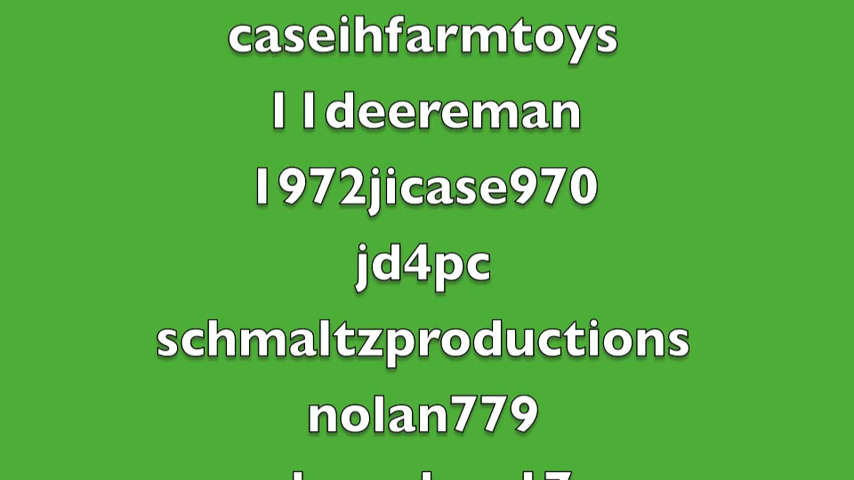 caseihfarmtoys
11deereman
1972jicase970
jd4pc
schmaltzproductions
nolan779